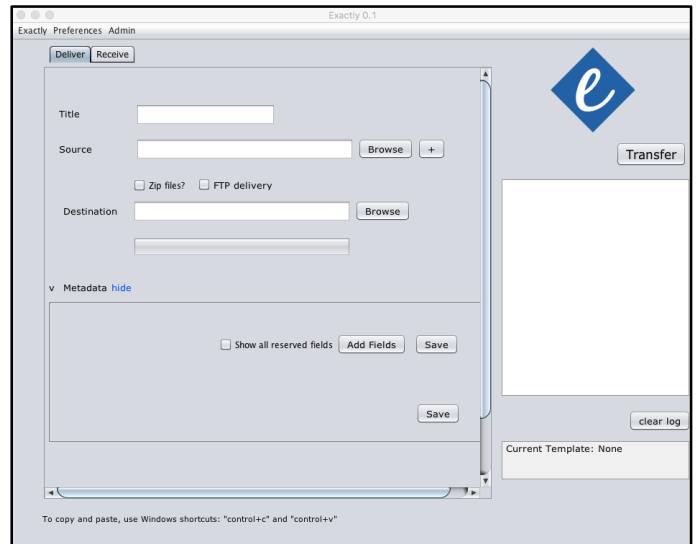 Exactly 0.1
Exactly Preferences Admin
Deliver Receive
e
Title
Transfer
Source Browse +
Zip files? FTP delivery
Destination Browse
v Metadata hide
Show all reserved fields Add Fields Save
Save
clear log
Current Template: None
To copy and paste, use Windows shortcuts: "control+c" and "control+v"